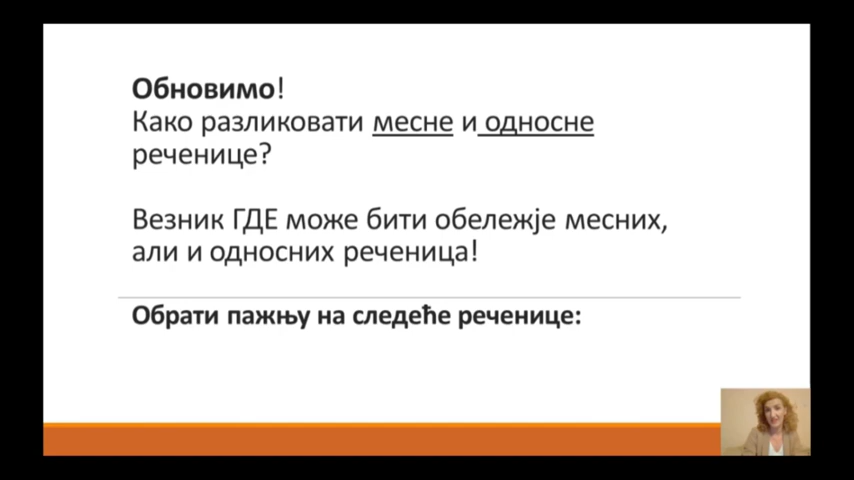 Обновимо!
Како разликовати месне и односне
реченице?
Везник ГДЕ може бити обележје месних,
али и односних реченица!
Обрати пажњу на следеће реченице: